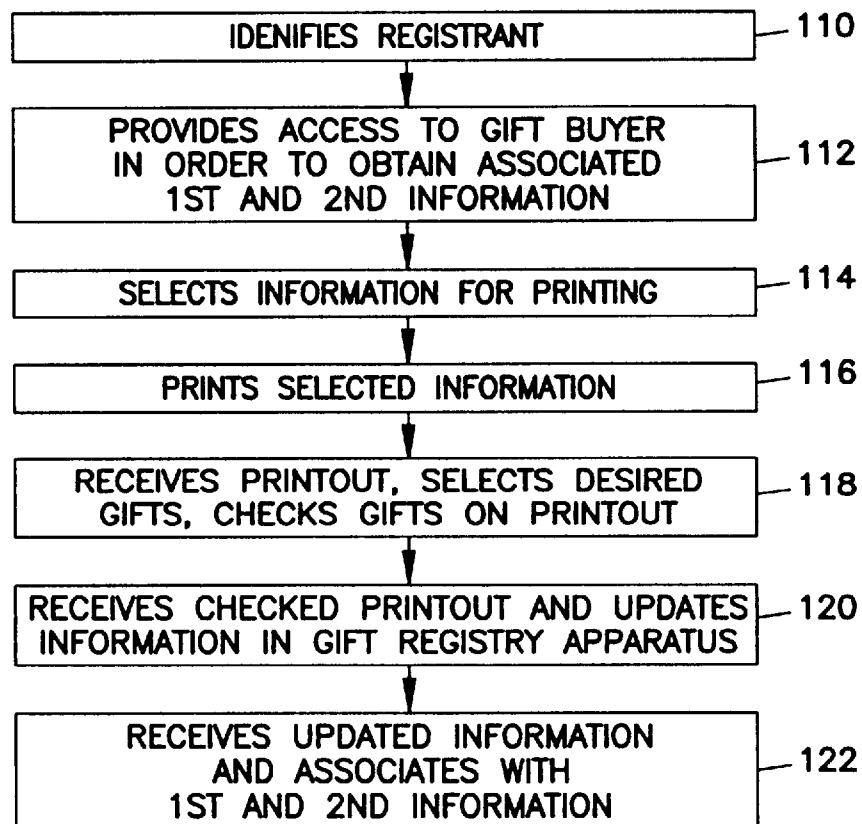 IDENIFIES REGISTRANT
110
PROVIDES ACCESS TO GIFT BUYER
IN ORDER TO OBTAIN ASSOCIATED
1ST AND 2ND INFORMATION
112
SELECTS INFORMATION FOR PRINTING
114
PRINTS SELECTED INFORMATION
116
RECEIVES PRINTOUT, SELECTS DESIRED
GIFTS, CHECKS GIFTS ON PRINTOUT
118
RECEIVES CHECKED PRINTOUT AND UPDATES
INFORMATION IN GIFT REGISTRY APPARATUS
120
RECEIVES UPDATED INFORMATION
AND ASSOCIATES WITH
1ST AND 2ND INFORMATION
122